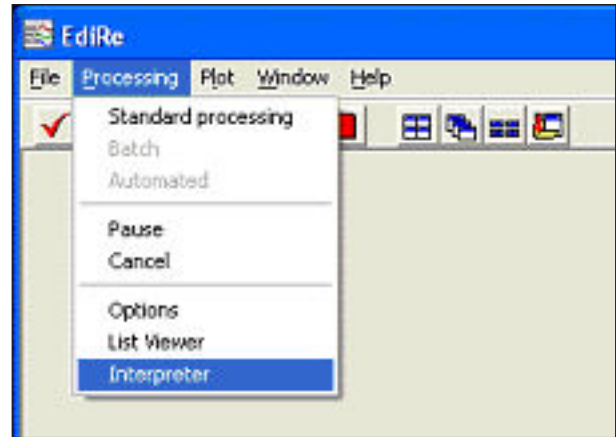 EdiRe
File Processing Plot Window Help
Standard processing
Batch
Automated
Pause
Cancel
Options
List Viewer
Interpreter